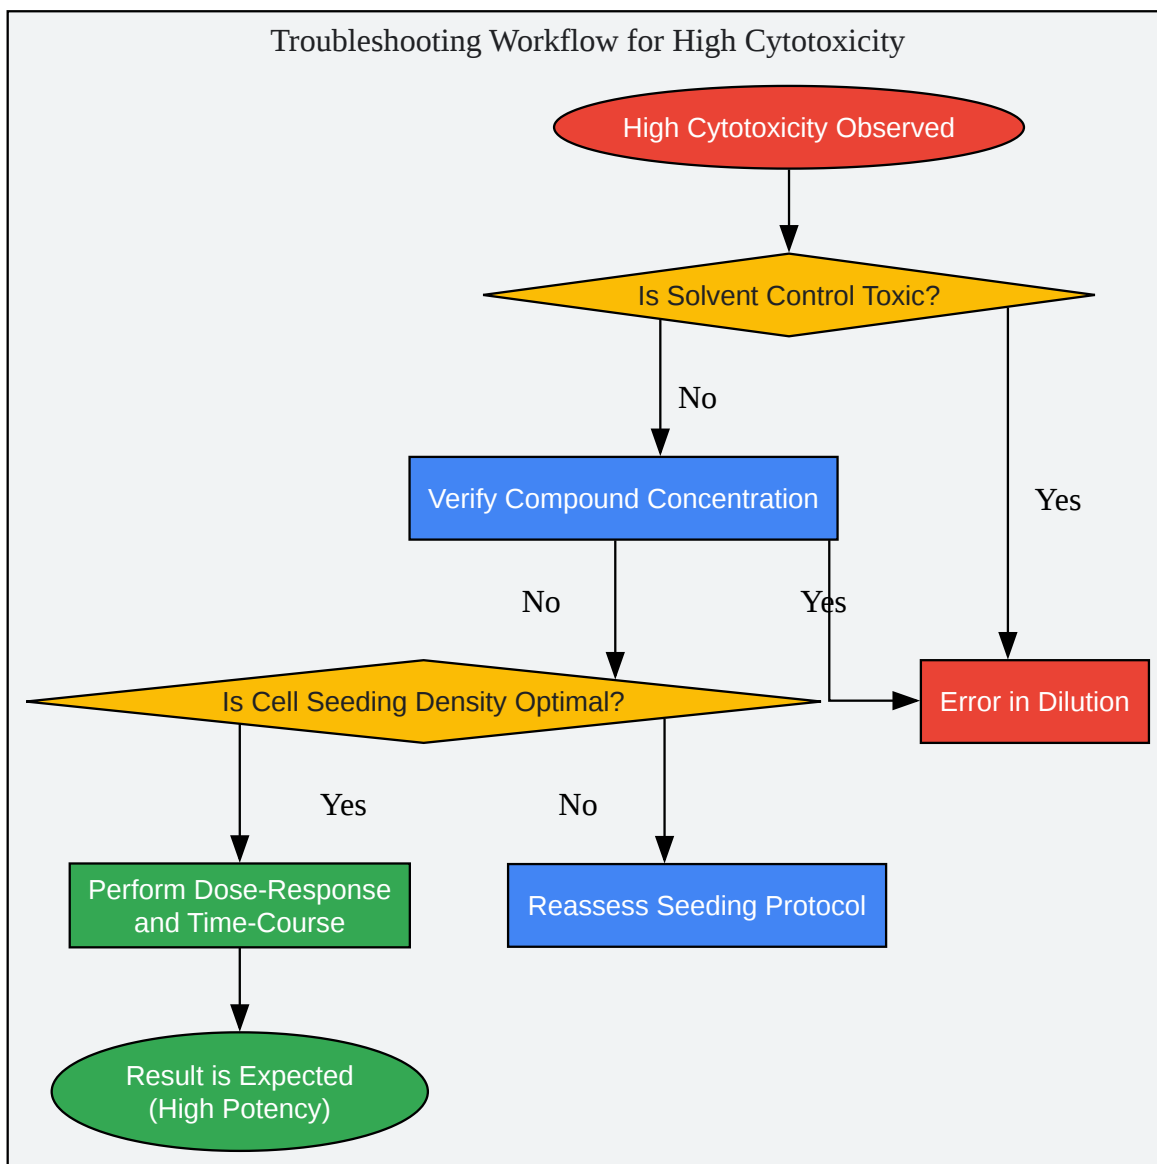 Troubleshooting Workflow for High Cytotoxicity
High Cytotoxicity Observed
Is Solvent Control Toxic?
No
Verify Compound Concentration
Yes
No
Yes
Is Cell Seeding Density Optimal?
Error in Dilution
Yes
No
Perform Dose-Response
and Time-Course
Reassess Seeding Protocol
Result is Expected
(High Potency)